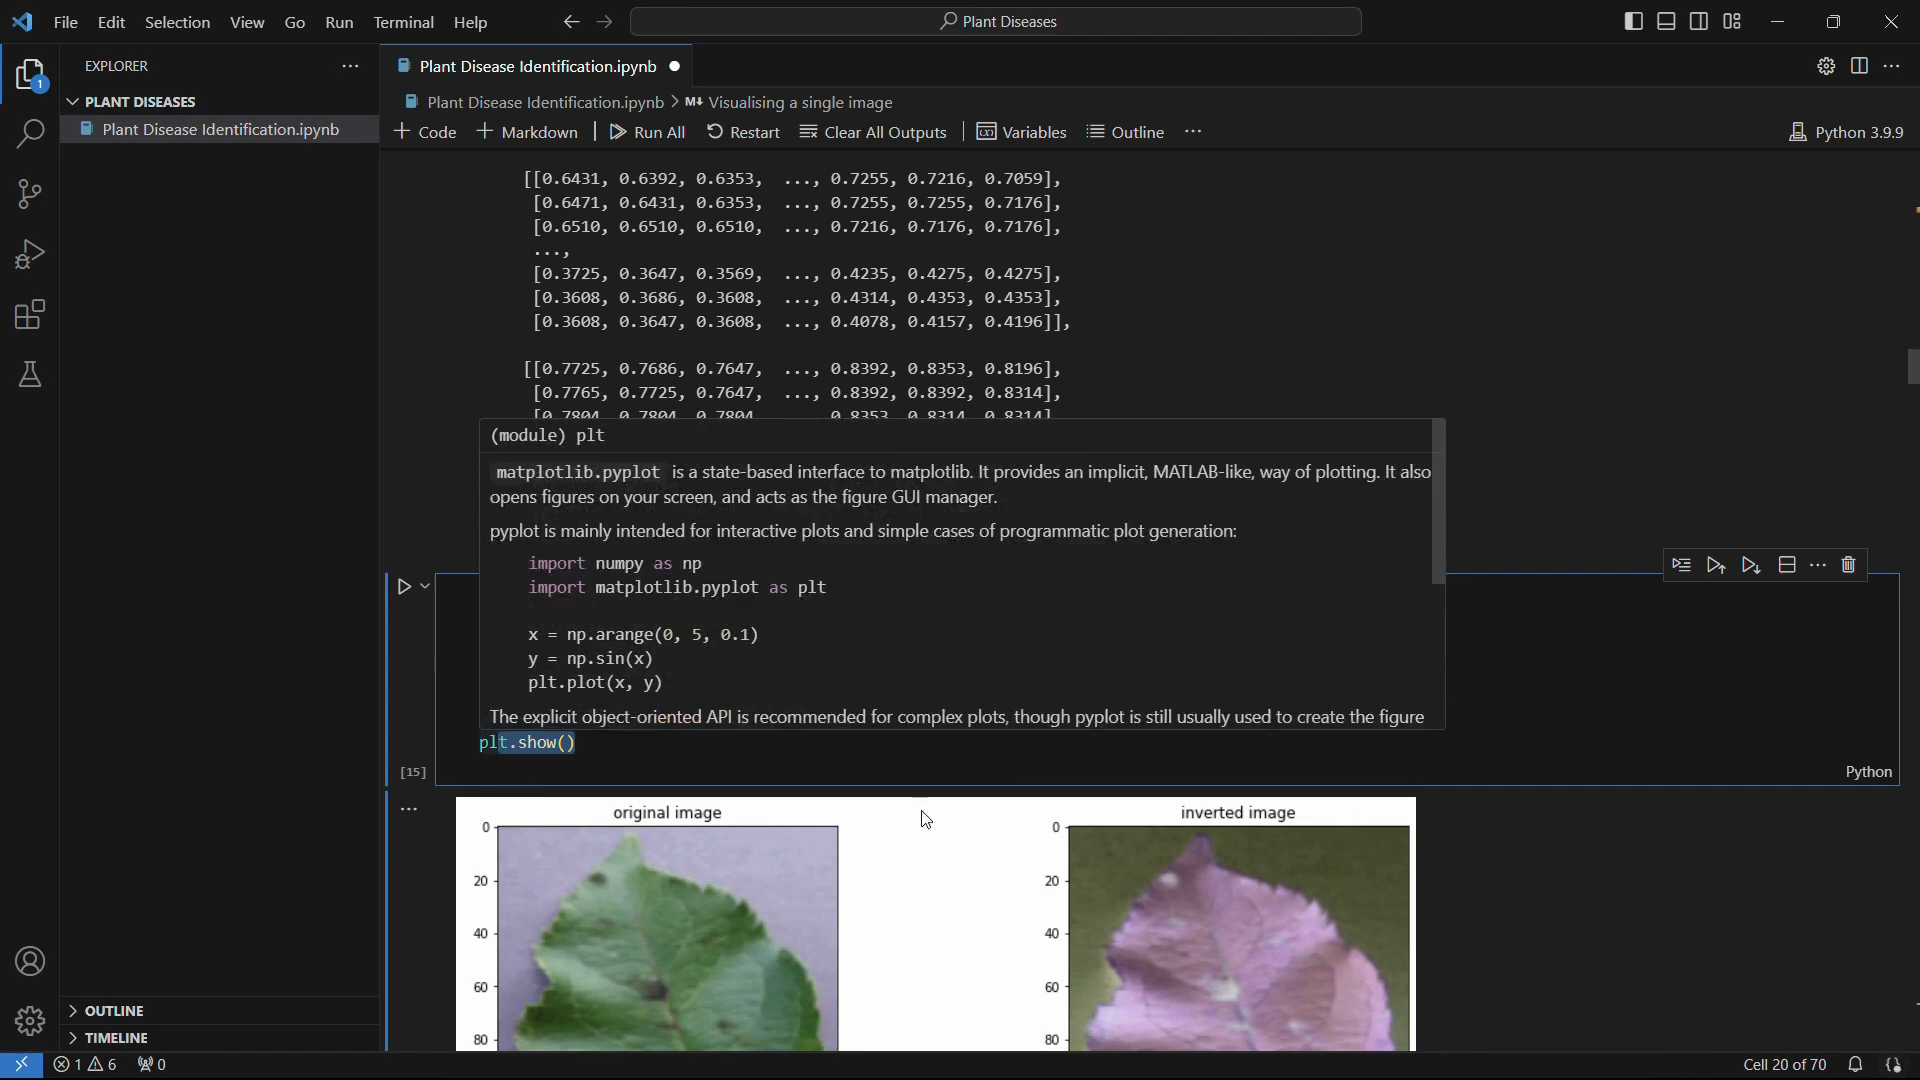 File Edit Selection View Go Run Terminal Help
Plant Diseases
EXPLORER
PLANT DISEASES
Plant Disease Identification.ipynb
1
Plant Disease Identification.ipynb
Plant Disease Identification.ipynb > M↓ Visualising a single image
+ Code + Markdown | Run All Restart Clear All Outputs | Variables Outline ...
Python 3.9.9
[[0.6431, 0.6392, 0.6353,  ..., 0.7255, 0.7216, 0.7059],
[0.6471, 0.6431, 0.6353,  ..., 0.7255, 0.7255, 0.7176],
[0.6510, 0.6510, 0.6510,  ..., 0.7216, 0.7176, 0.7176],
...,
[0.3725, 0.3647, 0.3569,  ..., 0.4235, 0.4275, 0.4275],
[0.3608, 0.3686, 0.3608,  ..., 0.4314, 0.4353, 0.4353],
[0.3608, 0.3647, 0.3608,  ..., 0.4078, 0.4157, 0.4196]],
[[0.7725, 0.7686, 0.7647,  ..., 0.8392, 0.8353, 0.8196],
[0.7765, 0.7725, 0.7647,  ..., 0.8392, 0.8392, 0.8314],
[0.7804, 0.7804, 0.7804, 0.8353, 0.8314, 0.8314],
(module) plt
matplotlib.pyplot is a state-based interface to matplotlib. It provides an implicit, MATLAB-like, way of plotting. It also
opens figures on your screen, and acts as the figure GUI manager.
pyplot is mainly intended for interactive plots and simple cases of programmatic plot generation:
import numpy as np
import matplotlib.pyplot as plt
x = np.arange(0, 5, 0.1)
y = np.sin(x)
plt.plot(x, y)
The explicit object-oriented API is recommended for complex plots, though pyplot is still usually used to create the figure
plt.show()
[15]
Python
original image
0
20
40
60
80
inverted image
0
20
40
60
80
OUTLINE
TIMELINE
1 6 0
Cell 20 of 70